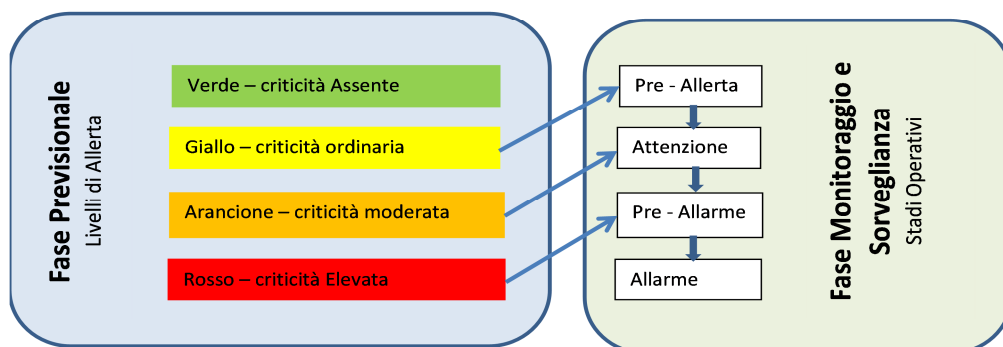 Fase Previsionale
Livelli di Allerta
Verde – criticità Assente
Giallo – criticità ordinaria
Arancione – criticità moderata
Rosso – criticità Elevata
Pre - Allerta
Attenzione
Pre - Allarme
Allarme
Fase Monitoraggio e
Sorveglianza
Stadi Operativi